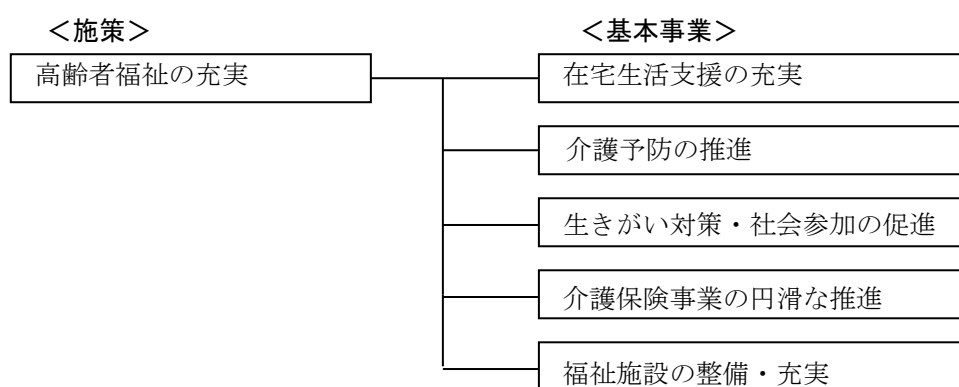 ＜施策＞
＜基本事業＞
高齢者福祉の充実
在宅生活支援の充実
介護予防の推進
生きがい対策・社会参加の促進
介護保険事業の円滑な推進
福祉施設の整備・充実